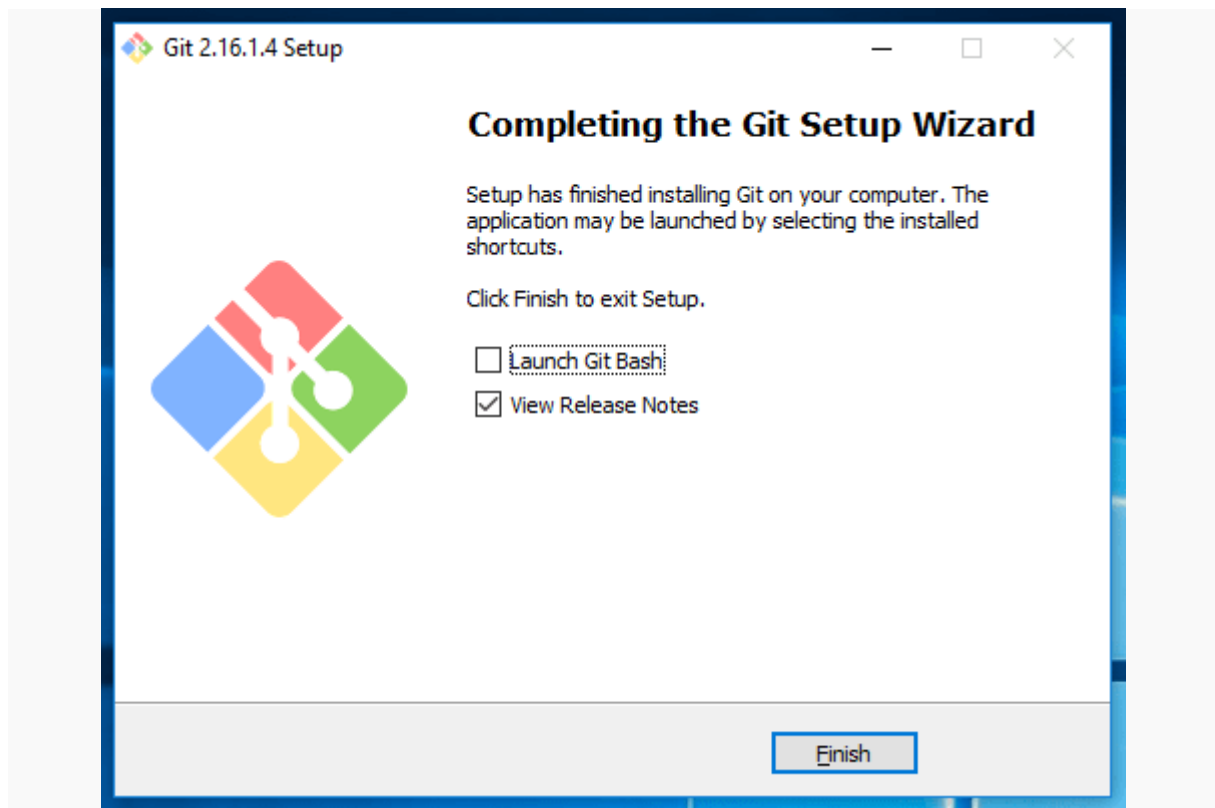 Git 2.16.1.4 Setup
Completing the Git Setup Wizard
Setup has finished installing Git on your computer. The
application may be launched by selecting the installed
shortcuts.
Click Finish to exit Setup.
Launch Git Bash
View Release Notes
Finish